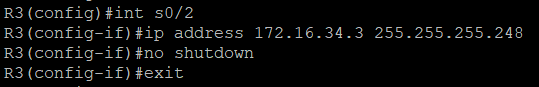 R3(config)#int s0/2
R3(config-if)#ip address 172.16.34.3 255.255.255.248
R3(config-if)#no shutdown
R3(config-if)#exit